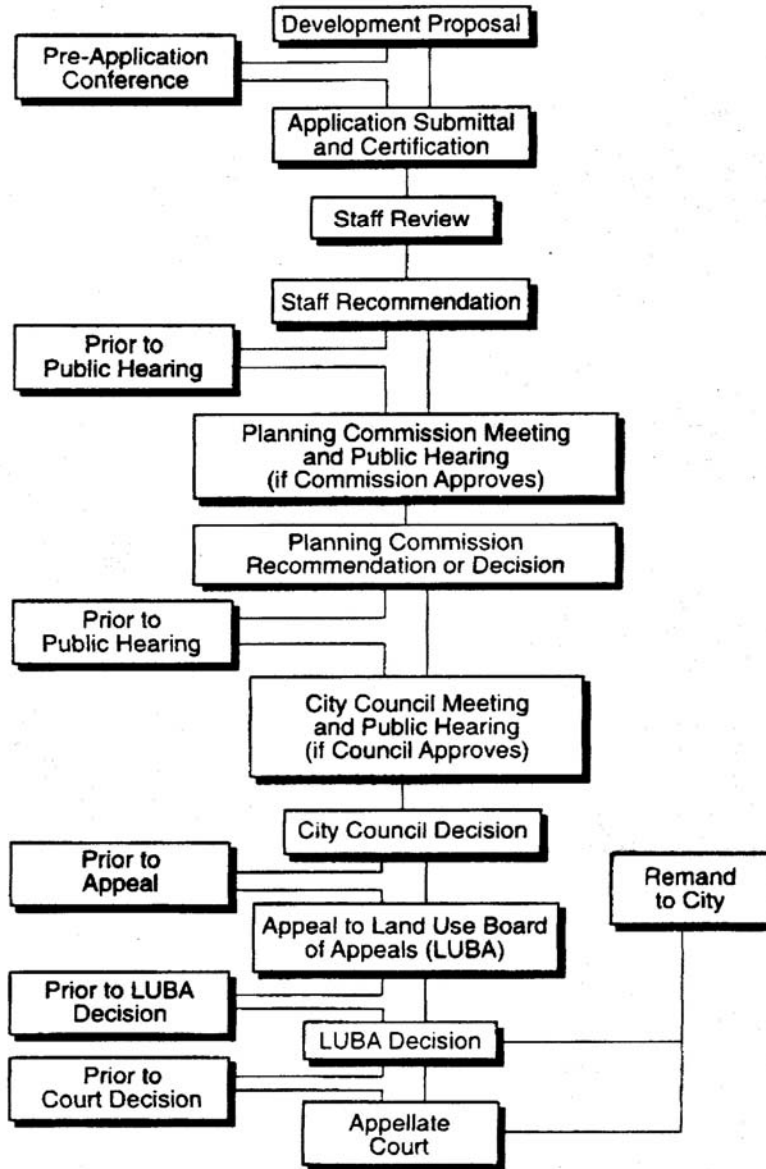 Development Proposal
Pre-Application
Conference
Application Submittal
and Certification
Staff Review
Staff Recommendation
Prior to
Public Hearing
Planning Commission Meeting
and Public Hearing
(if Commission Approves)
Planning Commission
Recommendation or Decision
Prior to
Public Hearing
City Council Meeting
and Public Hearing
(if Council Approves)
City Council Decision
Prior to
Appeal
Remand
to City
Appeal to Land Use Board
of Appeals (LUBA)
Prior to LUBA
Decision
LUBA Decision
Prior to
Court Decision
Appellate
Court